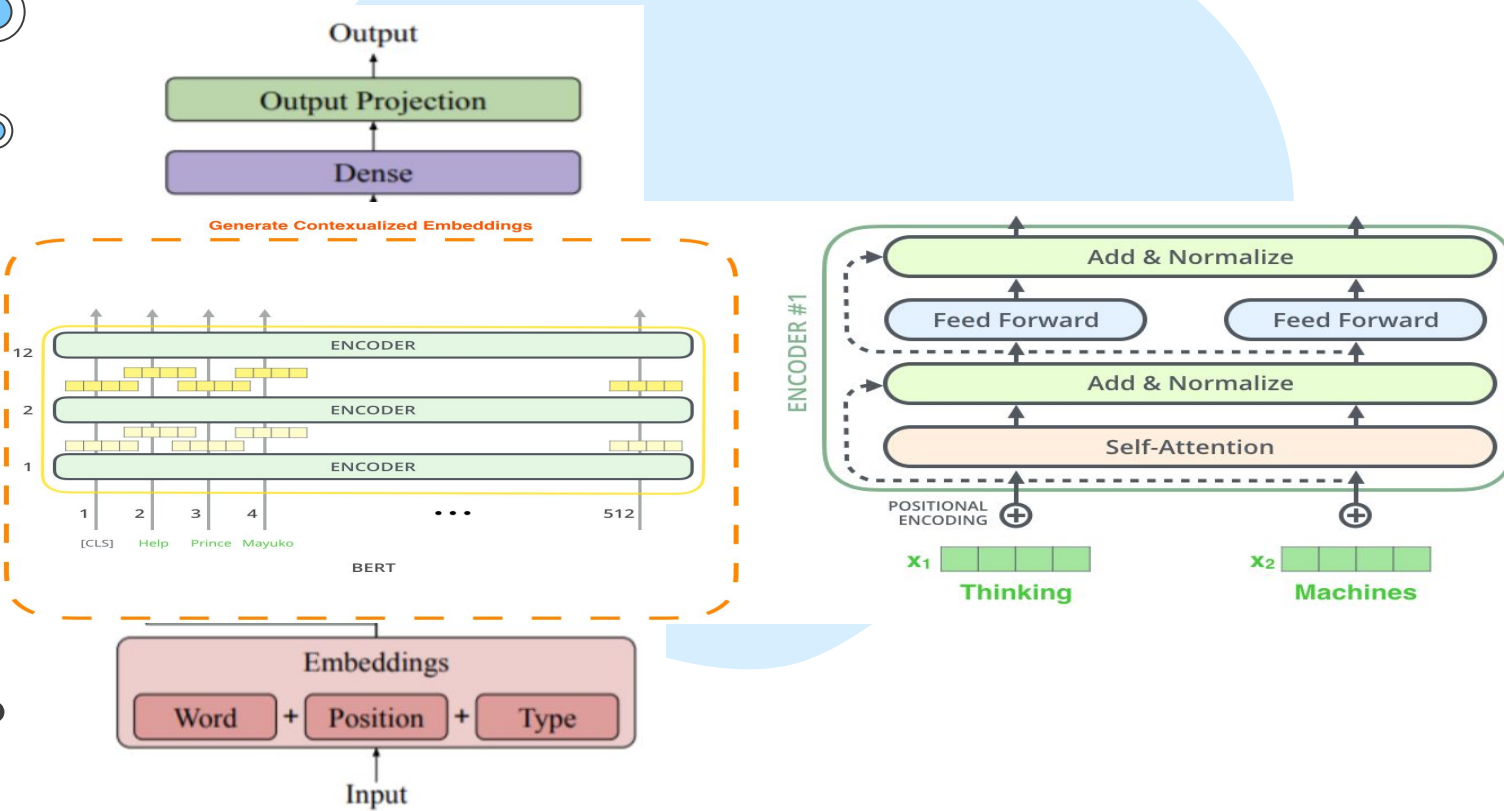 Output
Output Projection
Dense
Generate Contexualized Embeddings
12 ENCODER
2 ENCODER
1 ENCODER
1 2 3 4 ... 512
[CLS] Help Prince Mayuko
BERT
Embeddings
Word + Position + Type
Input
ENCODER #1
Add & Normalize
Feed Forward Feed Forward
Add & Normalize
Self-Attention
POSITIONAL
ENCODING + +
x1 x2
Thinking Machines